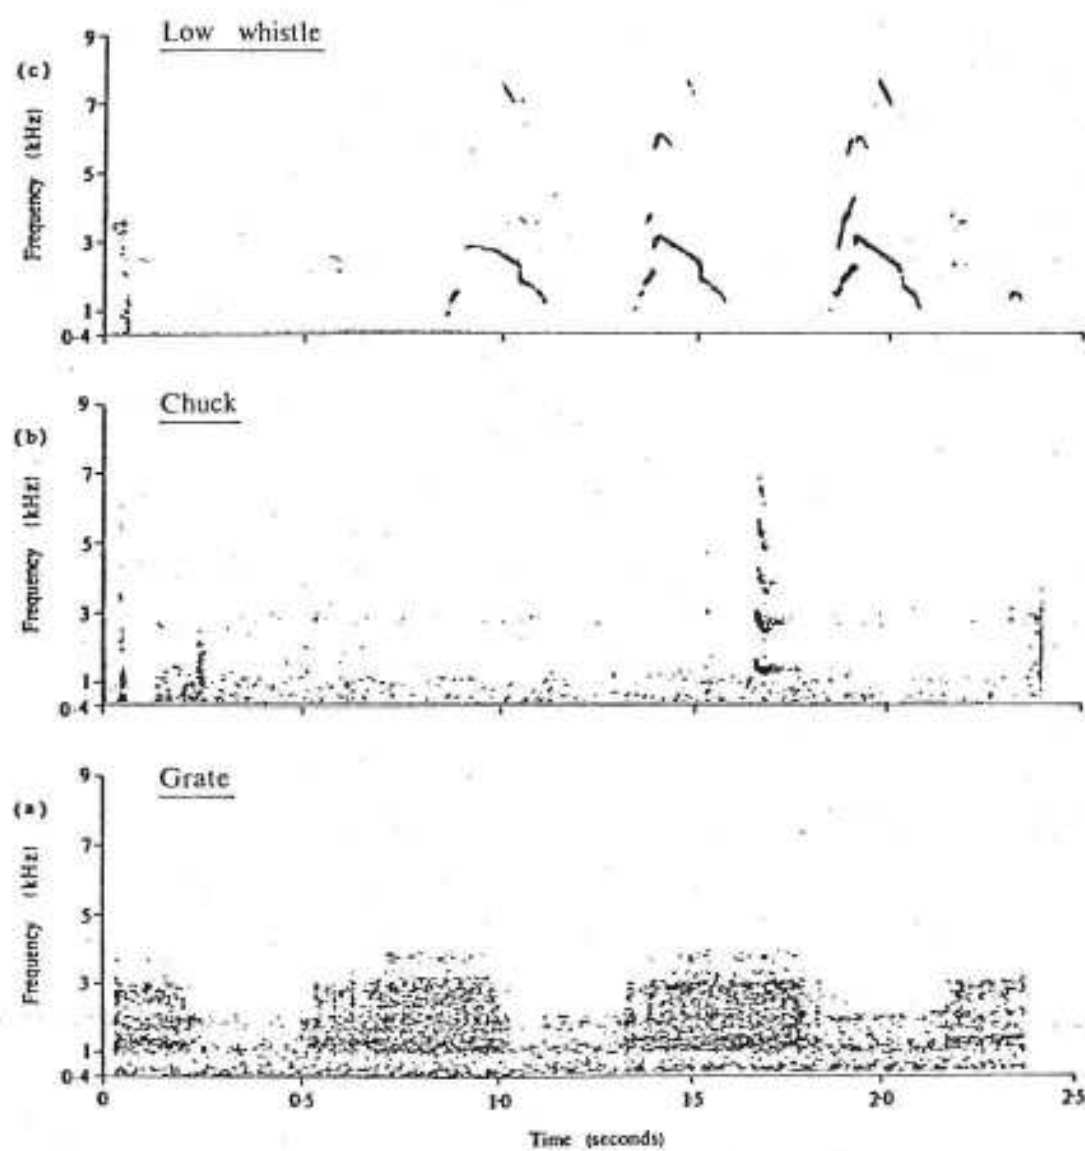 Low whistle
(c)
Frequency (kHz)
9
7
5
3
1
0·4
Chuck
(b)
Frequency (kHz)
9
7
5
3
1
0·4
Grate
(a)
Frequency (kHz)
9
7
5
3
1
0·4
0 0·5 1·0 1·5 2·0 2·5
Time (seconds)